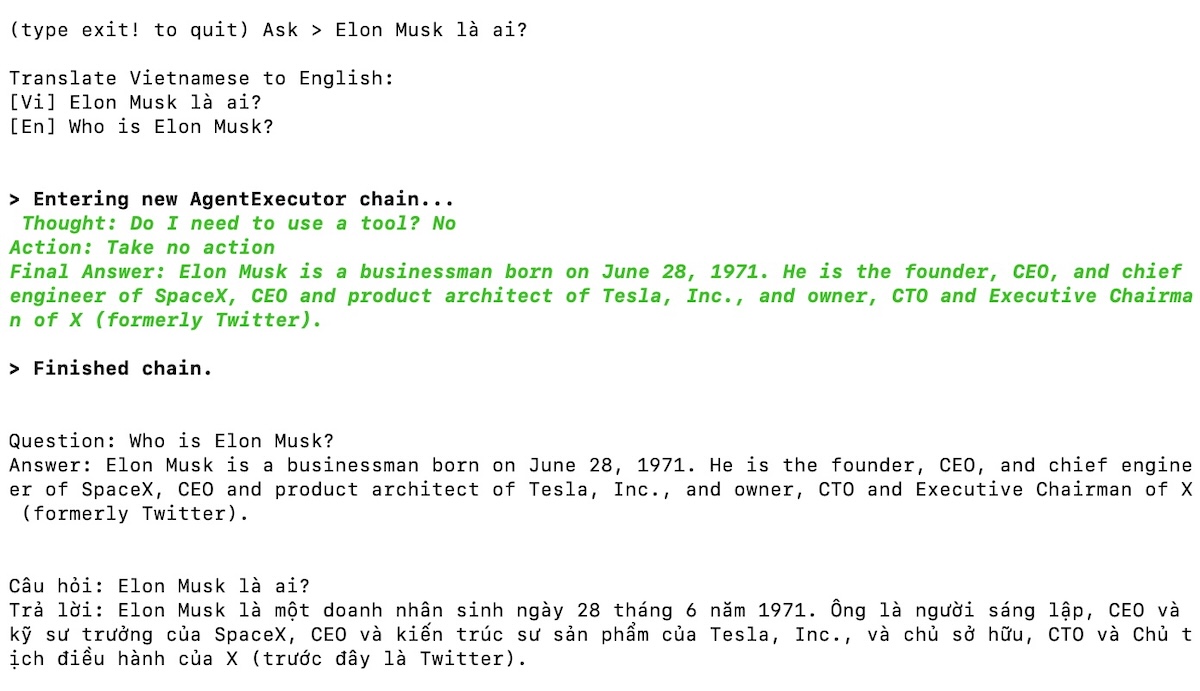 (type exit! to quit) Ask > Elon Musk là ai?
Translate Vietnamese to English:
[Vi] Elon Musk là ai?
[En] Who is Elon Musk?
> Entering new AgentExecutor chain...
Thought: Do I need to use a tool? No
Action: Take no action
Final Answer: Elon Musk is a businessman born on June 28, 1971. He is the founder, CEO, and chief
engineer of SpaceX, CEO and product architect of Tesla, Inc., and owner, CTO and Executive Chairma
n of X (formerly Twitter).
> Finished chain.
Question: Who is Elon Musk?
Answer: Elon Musk is a businessman born on June 28, 1971. He is the founder, CEO, and chief engine
er of SpaceX, CEO and product architect of Tesla, Inc., and owner, CTO and Executive Chairman of X
(formerly Twitter).
Câu hỏi: Elon Musk là ai?
Trả lời: Elon Musk là một doanh nhân sinh ngày 28 tháng 6 năm 1971. Ông là người sáng lập, CEO và
kỹ sư trưởng của SpaceX, CEO và kiến trúc sư sản phẩm của Tesla, Inc., và chủ sở hữu, CTO và Chủ t
ịch điều hành của X (trước đây là Twitter).